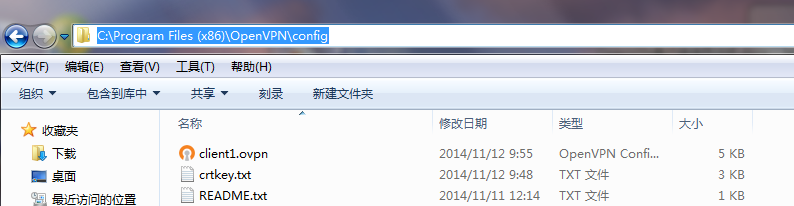 C:\Program Files (x86)\OpenVPN\config
文件(F) 编辑(E) 查看(V) 工具(T) 帮助(H)
组织 包含到库中 共享 刻录 新建文件夹
收藏夹 名称 修改日期 类型 大小
下载 client1.ovpn 2014/11/12 9:55 OpenVPN Confi... 5 KB
桌面 crtkey.txt 2014/11/12 9:48 TXT 文件 3 KB
最近访问的位置 README.txt 2014/11/11 12:14 TXT 文件 1 KB